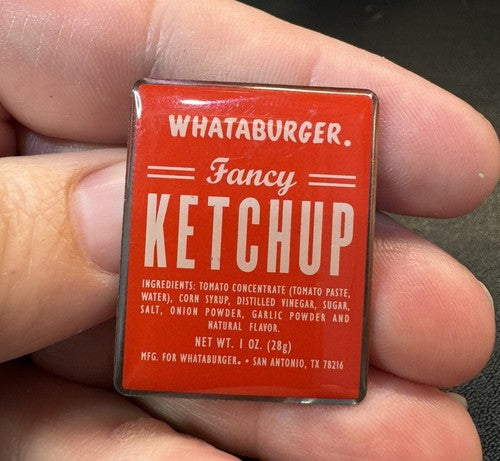 WHATABURGER.
Fancy
KETCHUP
INGREDIENTS: TOMATO CONCENTRATE (TOMATO PASTE,
WATER), CORN SYRUP, DISTILLED VINEGAR, SUGAR,
SALT, ONION POWDER, GARLIC POWDER AND
NATURAL FLAVOR.
NET WT. 1 OZ. (28g)
MFG. FOR WHATABURGER. • SAN ANTONIO, TX 78216